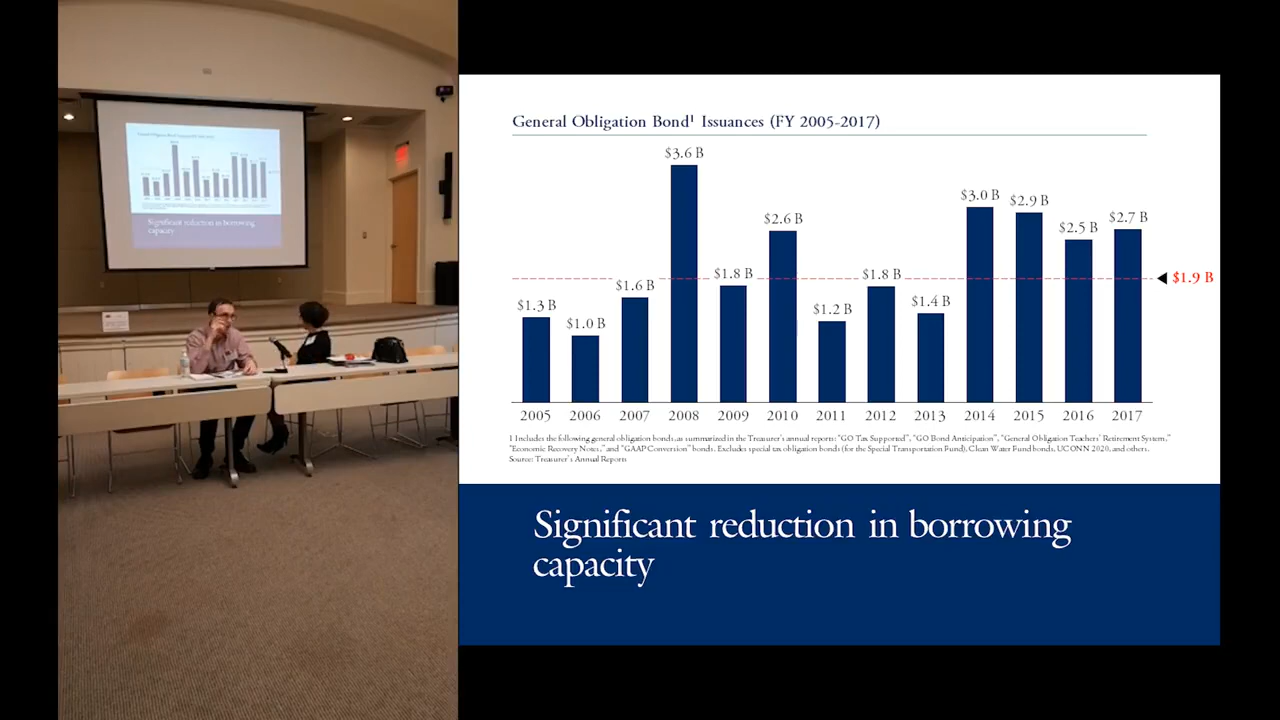 General Obligation Bond¹ Issuances (FY 2005-2017)
$3.6 B
$3.0 B
$2.9 B
$2.6 B
$2.7 B
$2.5 B
$1.8 B
$1.8 B
$1.9 B
$1.6 B
$1.3 B
$1.4 B
$1.2 B
$1.0 B
2005 2006 2007 2008 2009 2010 2011 2012 2013 2014 2015 2016 2017
1 Includes the following general obligation bonds, as summarized in the Treasurer's annual reports: "GO Tax Supported", "GO Bond Anticipation", "General Obligation Teachers' Retirement System,"
"Economic Recovery Notes," and "GAAP Conversion" bonds. Excludes special tax obligation bonds (for the Special Transportation Fund), Clean Water Fund bonds, UCONN 2020, and others.
Source: Treasurer's Annual Reports
Significant reduction in borrowing
capacity
Significant reduction in borrowing
capacity